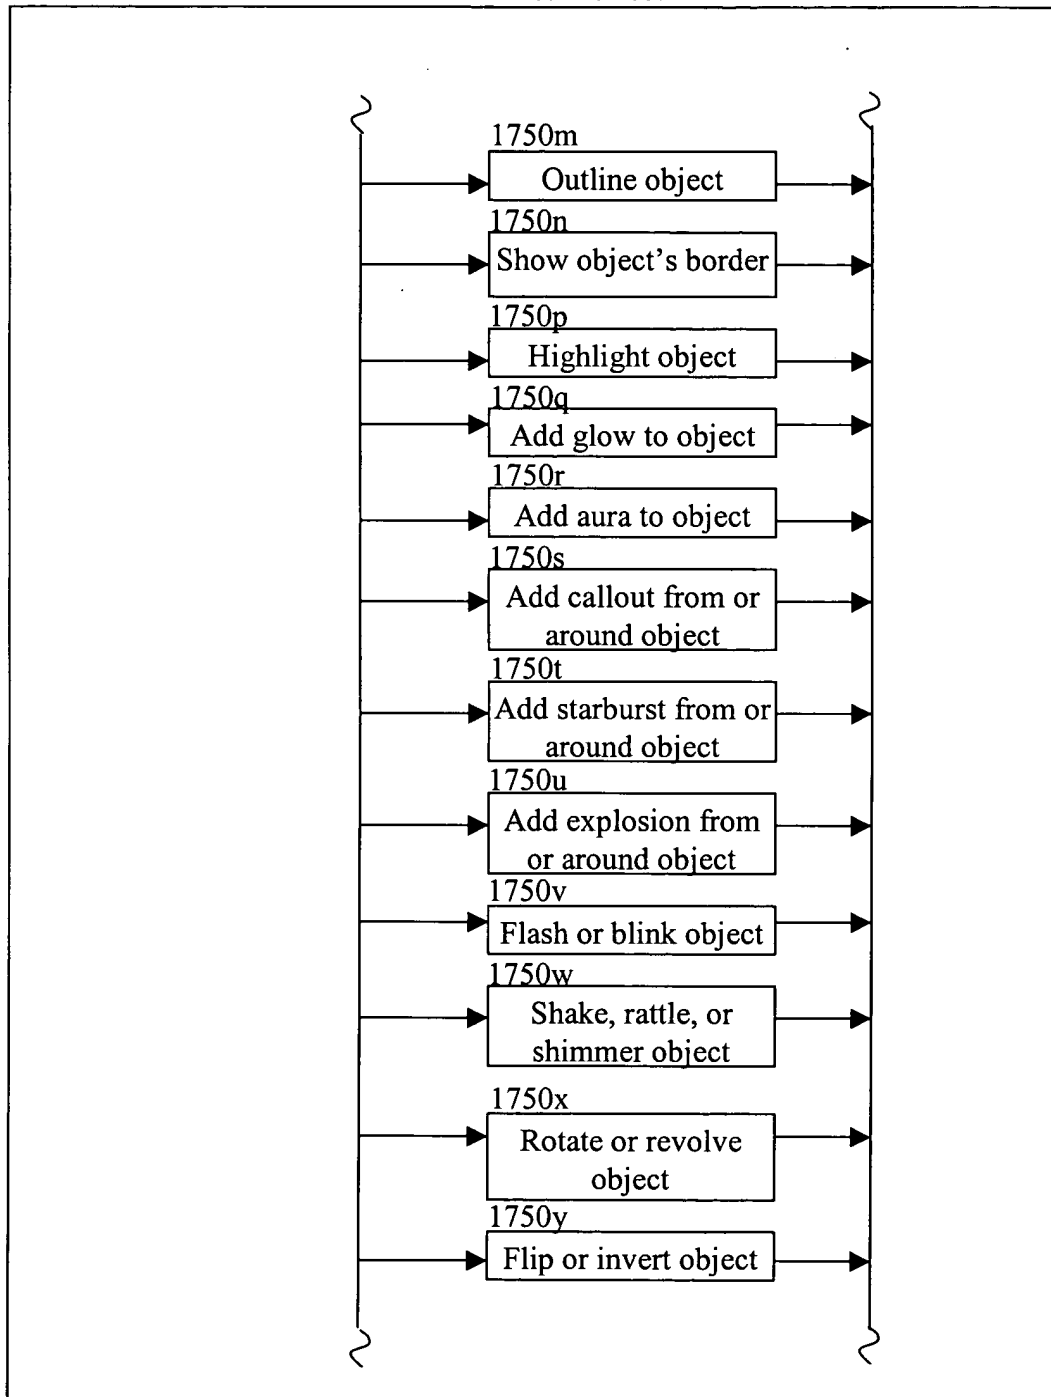 1750m
Outline object
1750n
Show object's border
1750p
Highlight object
1750q
Add glow to object
1750r
Add aura to object
1750s
Add callout from or
around object
1750t
Add starburst from or
around object
1750u
Add explosion from
or around object
1750v
Flash or blink object
1750w
Shake, rattle, or
shimmer object
1750x
Rotate or revolve
object
1750y
Flip or invert object